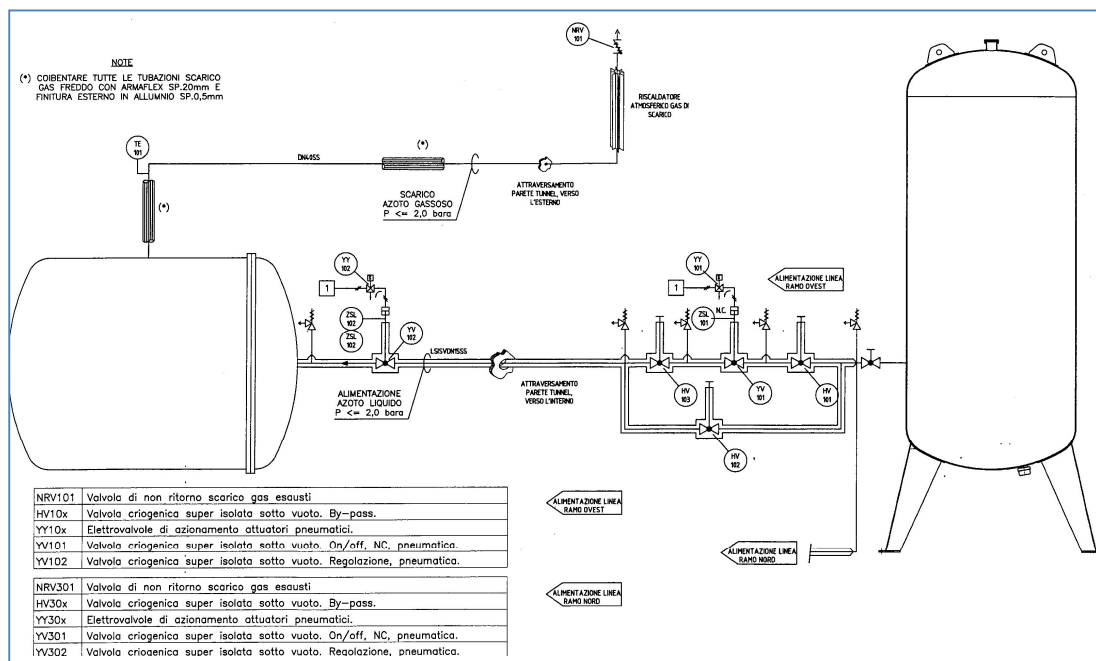 NOTE
(*) COIBENTARE TUTTE LE TUBAZIONI SCARICO
GAS FREDDO CON ARMAFLEX SP.20mm E
FINITURA ESTERNO IN ALLUMNIO SP.0,5mm
NRV
101
RISCALDATORE
ATMOSFERICO GAS DI
SCARICO
TE
101
DN40SS
(*)
(*)
SCARICO
AZOTO GASSOSO
P <= 2,0 bara
ATTRAVERSAMENTO
PARETE TUNNEL, VERSO
L'ESTERNO
YY
102
1
E
ZSL
102
ZSL
102
YV
102
LSISVDN15SS
ALIMENTAZIONE
AZOTO LIQUIDO
P <= 2,0 bara
ATTRAVERSAMENTO
PARETE TUNNEL,
VERSO L'INTERNO
YY
101
1
E
ZSL
101
N.C.
ALIMENTAZIONE LINEA
RAMO OVEST
HV
103
YV
101
HV
101
HV
102
NRV101 Valvola di non ritorno scarico gas esausti
HV10x Valvola criogenica super isolata sotto vuoto. By-pass.
YY10x Elettrovalvole di azionamento attuatori pneumatici.
YV101 Valvola criogenica super isolata sotto vuoto. On/off, NC, pneumatica.
YV102 Valvola criogenica super isolata sotto vuoto. Regolazione, pneumatica.
ALIMENTAZIONE LINEA
RAMO OVEST
ALIMENTAZIONE LINEA
RAMO NORD
NRV301 Valvola di non ritorno scarico gas esausti
HV30x Valvola criogenica super isolata sotto vuoto. By-pass.
YY30x Elettrovalvole di azionamento attuatori pneumatici.
YV301 Valvola criogenica super isolata sotto vuoto. On/off, NC, pneumatica.
YV302 Valvola criogenica super isolata sotto vuoto. Regolazione, pneumatica.
ALIMENTAZIONE LINEA
RAMO NORD